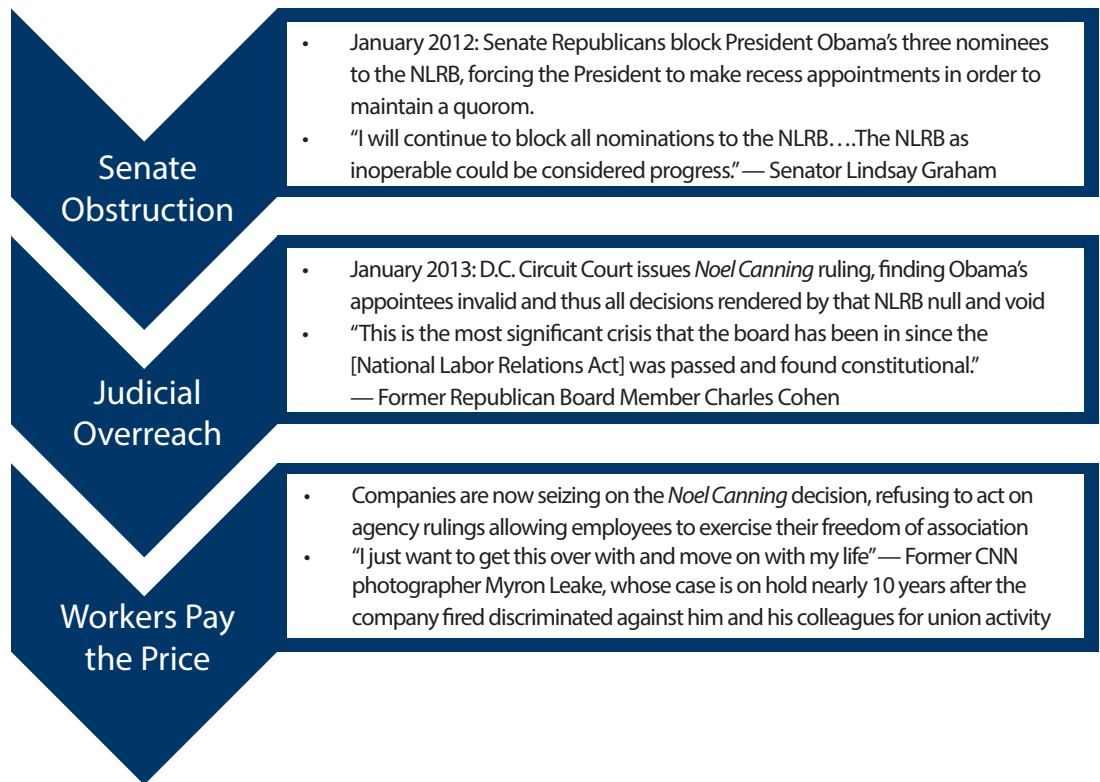 Senate
Obstruction
• January 2012: Senate Republicans block President Obama’s three nominees
to the NLRB, forcing the President to make recess appointments in order to
maintain a quorom.
• “I will continue to block all nominations to the NLRB….The NLRB as
inoperable could be considered progress.” — Senator Lindsay Graham
Judicial
Overreach
• January 2013: D.C. Circuit Court issues Noel Canning ruling, finding Obama’s
appointees invalid and thus all decisions rendered by that NLRB null and void
• “This is the most significant crisis that the board has been in since the
[National Labor Relations Act] was passed and found constitutional.”
— Former Republican Board Member Charles Cohen
Workers Pay
the Price
• Companies are now seizing on the Noel Canning decision, refusing to act on
agency rulings allowing employees to exercise their freedom of association
• “I just want to get this over with and move on with my life” — Former CNN
photographer Myron Leake, whose case is on hold nearly 10 years after the
company fired discriminated against him and his colleagues for union activity